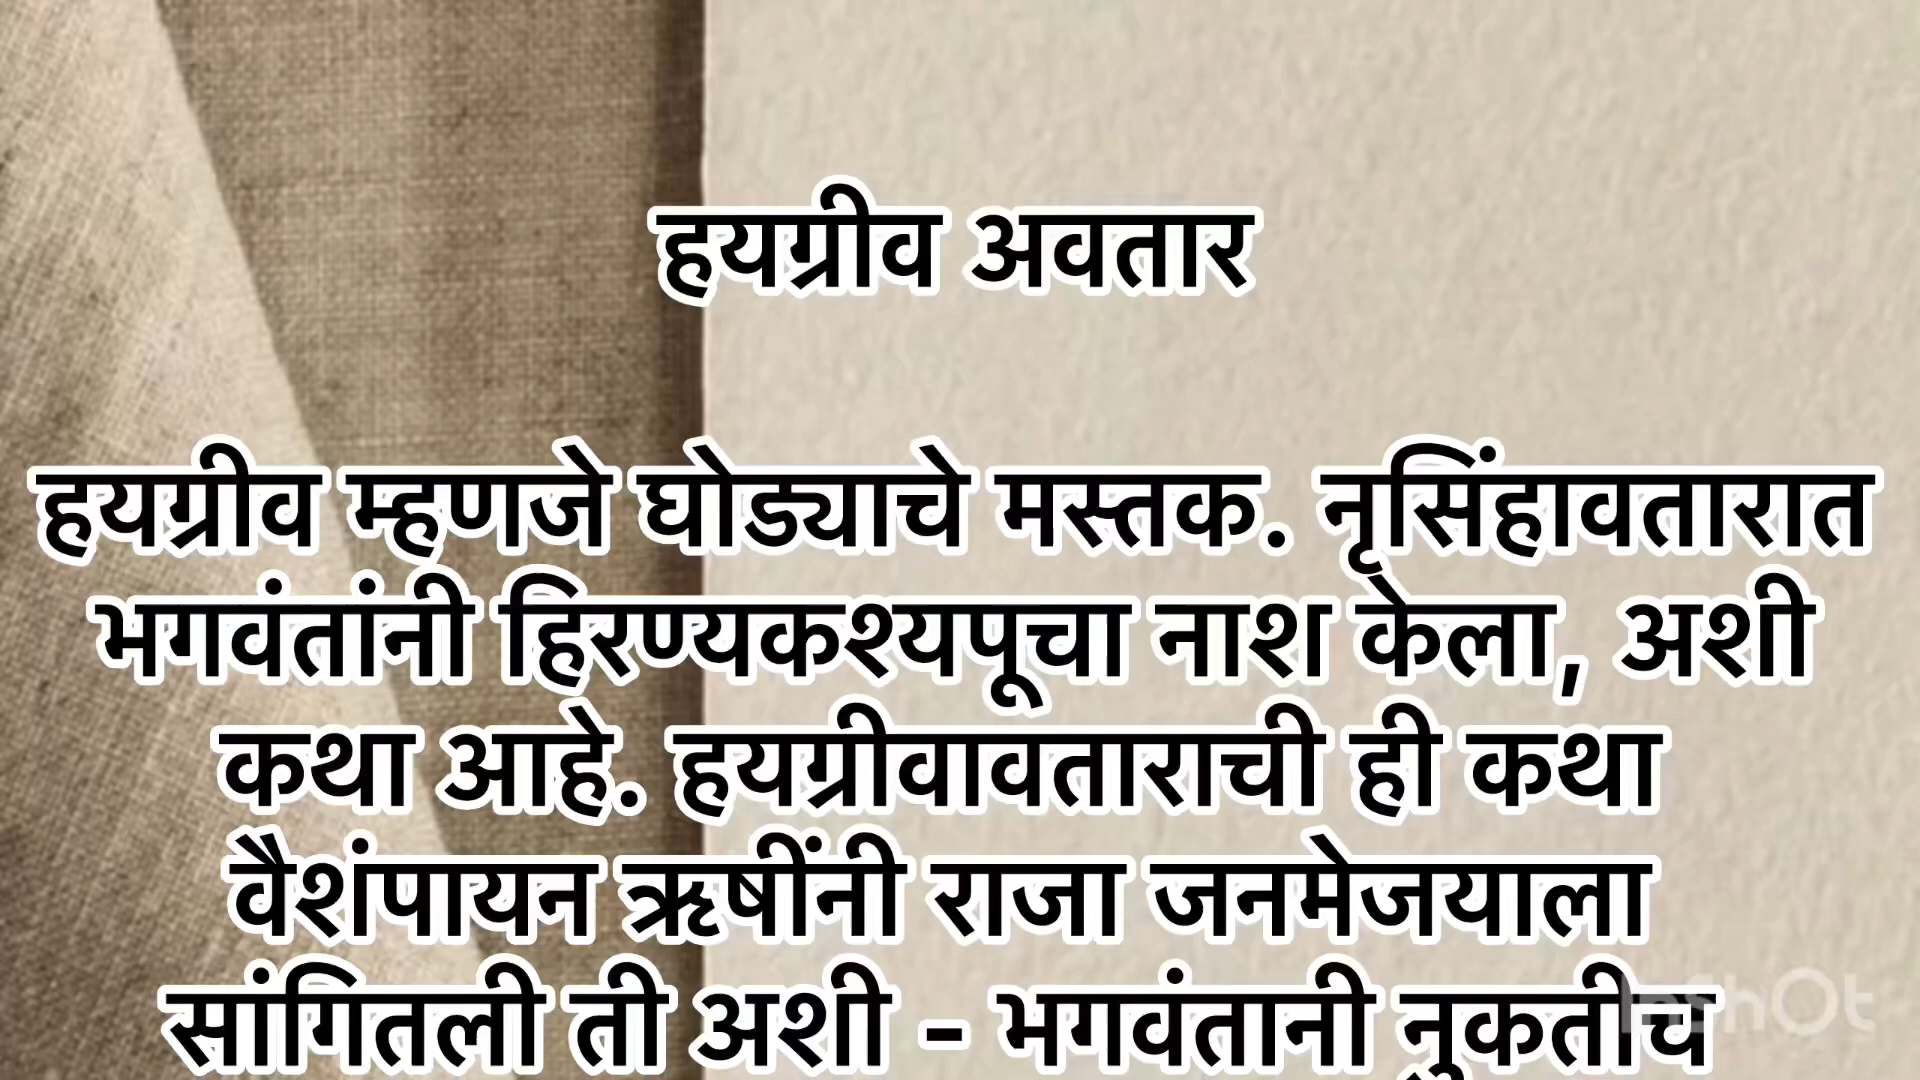 हयग्रीव अवतार
हयग्रीव म्हणजे घोड्याचे मस्तक. नृसिंहावतारात
भगवंतांनी हिरण्यकश्यपूचा नाश केला, अशी
कथा आहे. हयग्रीवावताराची ही कथा
वैशंपायन ऋषींनी राजा जनमेजयाला
सांगितली ती अशी - भगवंतानी नुकतीच
InShOt